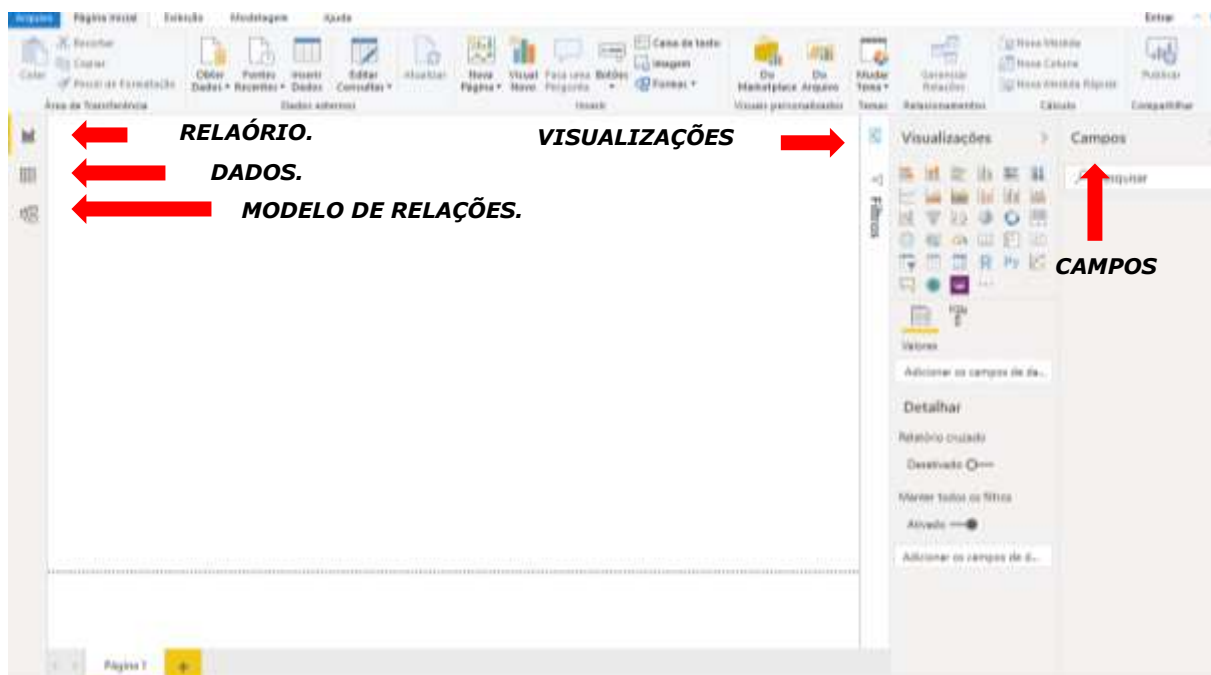 Arquivo Página Inicial Exibição Modelagem Ajuda Entrar
Recortar Caixa de texto Nova Medida
Copiar Imagem Nova Coluna
Colar Pincel de Formatação Obter Dados Fontes Recentes Inserir Dados Editar Consultas Atualizar Nova Página Visual Novo Faça uma Pergunta Botões Formas Do Marketplace Do Arquivo Mudar Tema Gerenciar Relações Nova Medida Rápida Publicar
Área de Transferência Dados externos Inserir Visuais personalizados Temas Relacionamentos Cálculo Compartilhar
RELAÓRIO.
VISUALIZAÇÕES
Visualizações
Campos
DADOS.
MODELO DE RELAÇÕES.
Filtros
R Py
CAMPOS
Valores
Adicionar os campos de da...
Detalhar
Relatório cruzado
Desativado
Manter todos os filtros
Ativado
Adicionar os campos de d...
Página 1 +